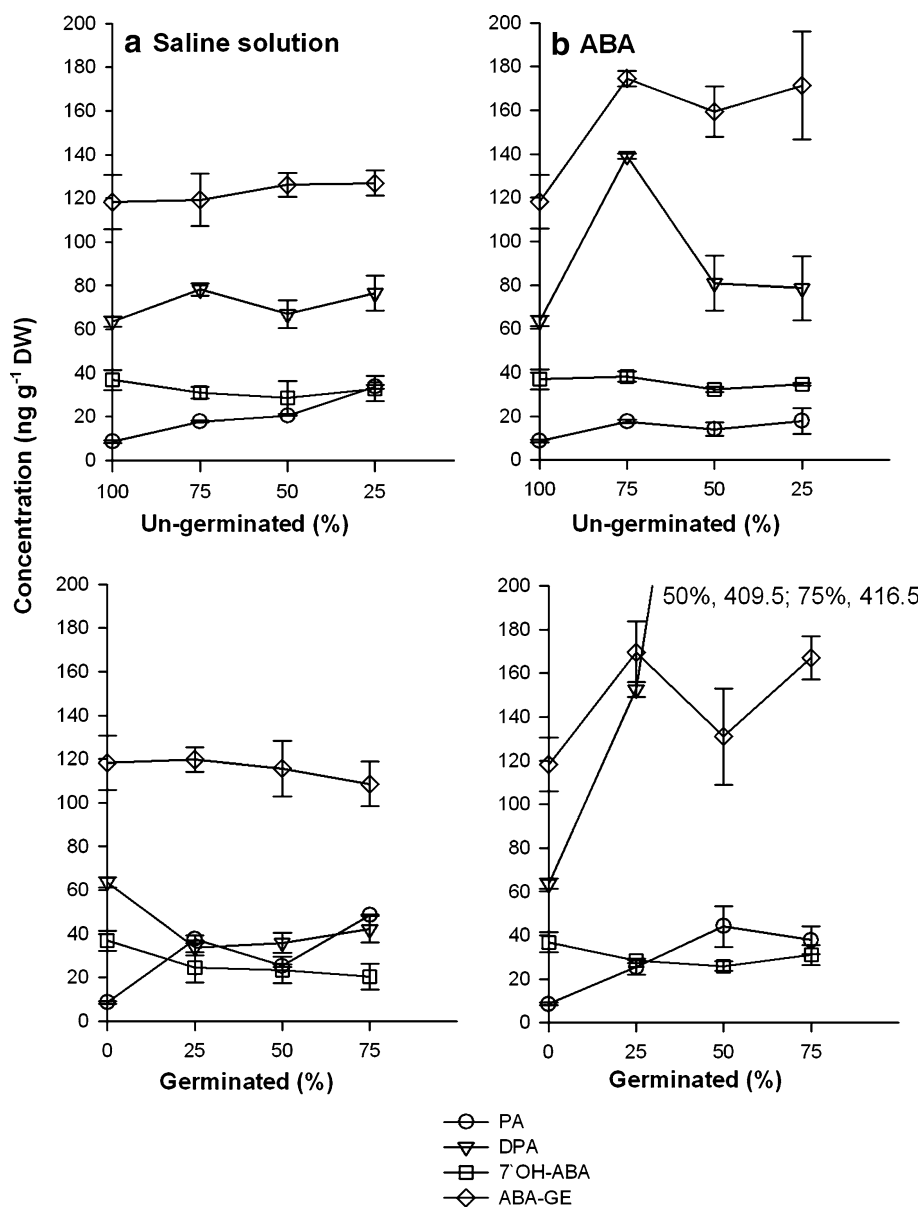 a Saline solution
200
180
160
140
120
100
80
60
40
20
0
100 75 50 25
Un-germinated (%)
b ABA
200
180
160
140
120
100
80
60
40
20
0
100 75 50 25
Un-germinated (%)
Concentration (ng g-1 DW)
200
180
160
140
120
100
80
60
40
20
0
0 25 50 75
Germinated (%)
50%, 409.5; 75%, 416.5
200
180
160
140
120
100
80
60
40
20
0
0 25 50 75
Germinated (%)
PA
DPA
7`OH-ABA
ABA-GE